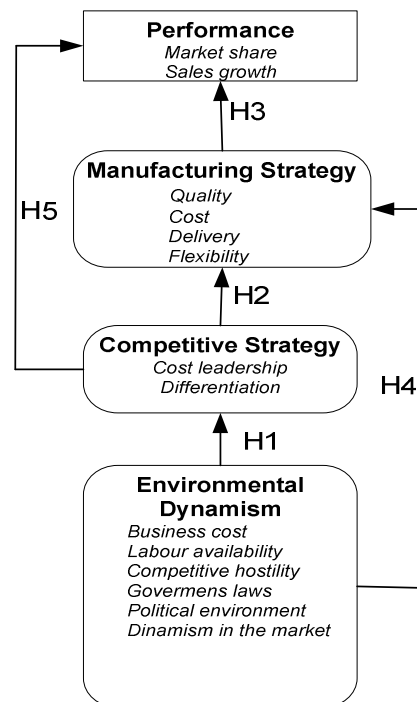 Performance
Market share
Sales growth
H3
Manufacturing Strategy
Quality
Cost
Delivery
Flexibility
H5
H2
Competitive Strategy
Cost leadership
Differentiation
H4
H1
Environmental
Dynamism
Business cost
Labour availability
Competitive hostility
Governmens laws
Political environment
Dinamism in the market